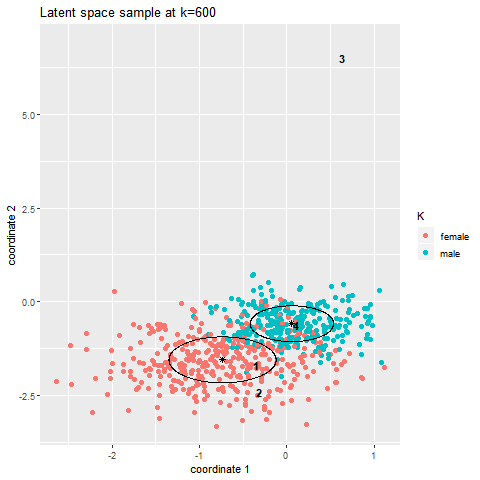 Latent space sample at k=600
3
5.0
2.5
0.0
-2.5
coordinate 2
4
1
2
-2
-1
0
1
coordinate 1
K
female
male